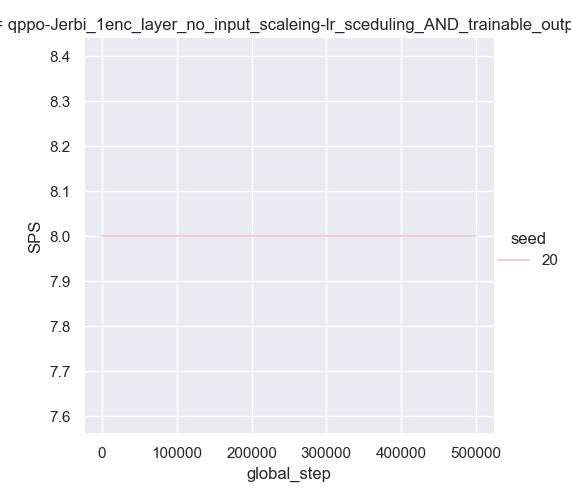 = qppo-Jerbi_1enc_layer_no_input_scaleing-lr_sceduling_AND_trainable_outp
8.4
8.3
8.2
8.1
8.0
7.9
7.8
7.7
7.6
SPS
0 100000 200000 300000 400000 500000
global_step
seed
20